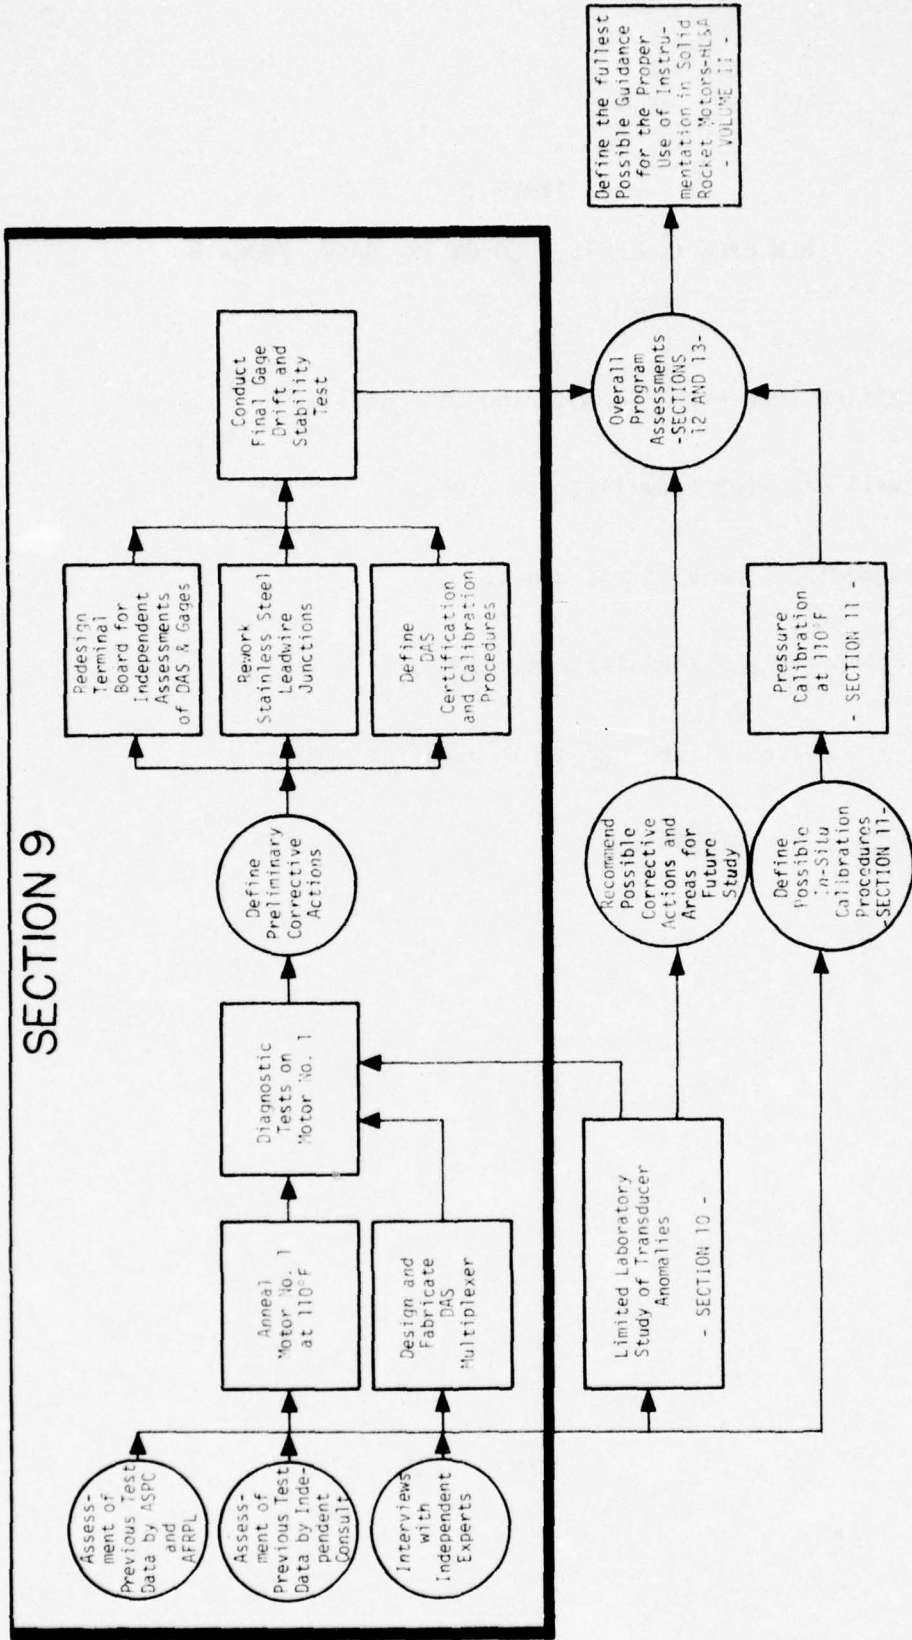 SECTION 9
Assess-
ment of
Previous Test
Data by ASPC
and
AFRPL
Assess-
ment of
Previous Test
Data by Inde-
pendent
Consult
Interviews
with
Independent
Experts
Anneal
Motor No. 1
at 110°F
Design and
Fabricate
DAS
Multiplexer
Diagnostic
Tests on
Motor No. 1
Define
Preliminary
Corrective
Actions
Redesign
Terminal
Board for
Independent
Assessments
of DAS & Gages
Rework
Stainless Steel
Leadwire
Junctions
Define
DAS
Certification
and Calibration
Procedures
Conduct
Final Gage
Drift and
Stability
Test
Limited Laboratory
Study of Transducer
Anomalies
- SECTION 10 -
Recommend
Possible
Corrective
Actions and
Areas for
Future
Study
Define
Possible
in-Situ
Calibration
Procedures
-SECTION 11-
Pressure
Calibration
at 110°F
- SECTION 11 -
Overall
Program
Assessments
-SECTIONS
12 AND 13-
Define the fullest
Possible Guidance
for the Proper
Use of Instru-
mentation in Solid
Rocket Motors-
- VOLUME II -